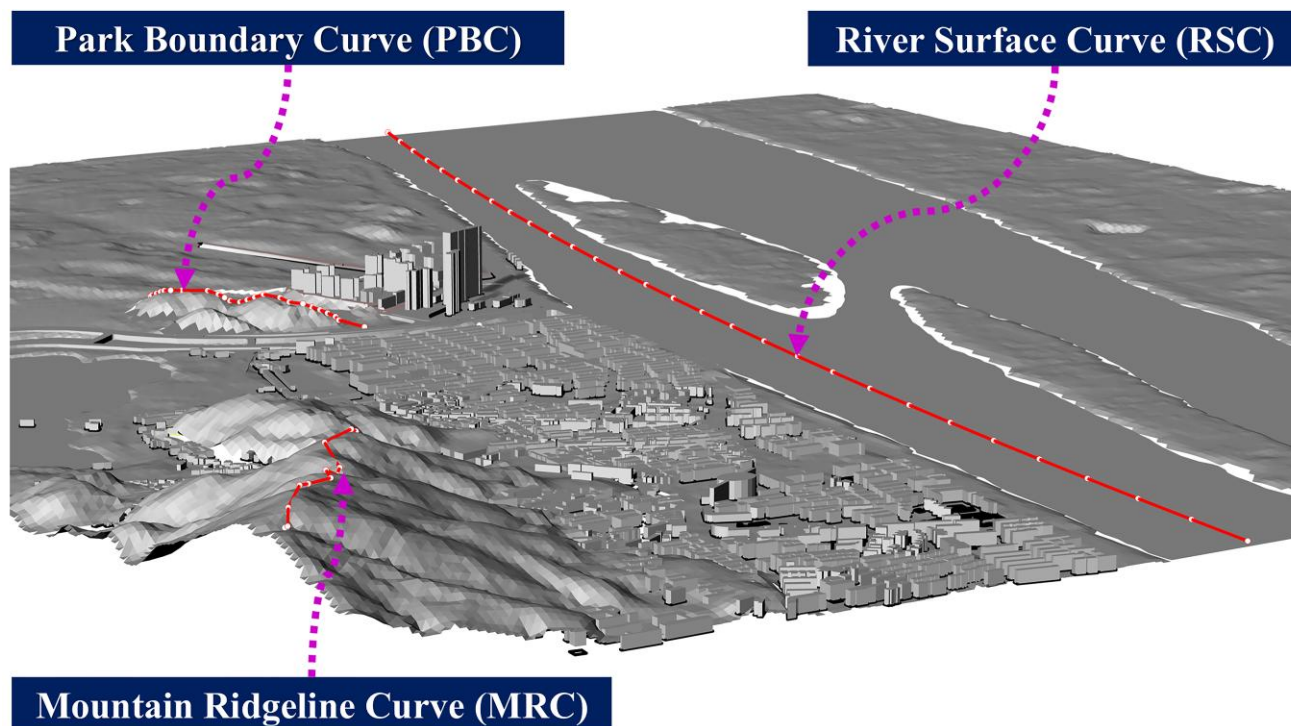 Park Boundary Curve (PBC)
River Surface Curve (RSC)
Mountain Ridgeline Curve (MRC)